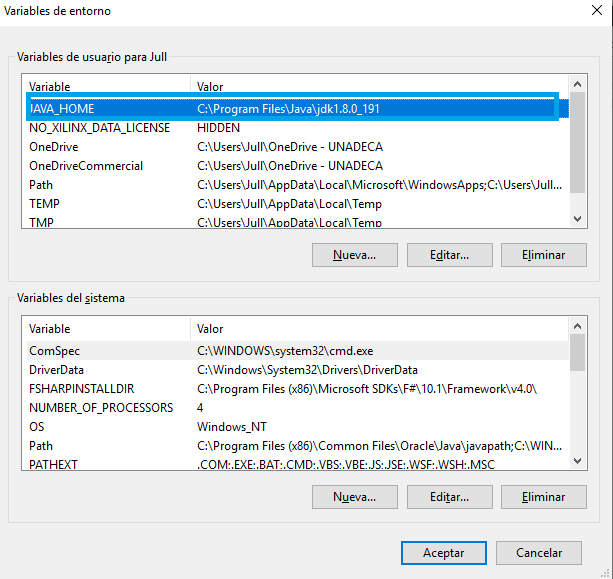 Variables de entorno
Variables de usuario para Jull
Variable Valor
JAVA_HOME C:\Program Files\Java\jdk1.8.0_191
NO_XILINX_DATA_LICENSE HIDDEN
OneDrive C:\Users\Jull\OneDrive - UNADECA
OneDriveCommercial C:\Users\Jull\OneDrive - UNADECA
Path C:\Users\Jull\AppData\Local\Microsoft\WindowsApps;C:\Users\Jull...
TEMP C:\Users\Jull\AppData\Local\Temp
TMP C:\Users\Jull\AppData\Local\Temp
Nueva... Editar... Eliminar
Variables del sistema
Variable Valor
ComSpec C:\WINDOWS\system32\cmd.exe
DriverData C:\Windows\System32\Drivers\DriverData
FSHARPINSTALLDIR C:\Program Files (x86)\Microsoft SDKs\F#\10.1\Framework\v4.0\
NUMBER_OF_PROCESSORS 4
OS Windows_NT
Path C:\Program Files (x86)\Common Files\Oracle\Java\javapath;C:\WIN...
PATHEXT .COM;.EXE;.BAT;.CMD;.VBS;.VBE;.JS;.JSE;.WSF;.WSH;.MSC
Nueva... Editar... Eliminar
Aceptar Cancelar